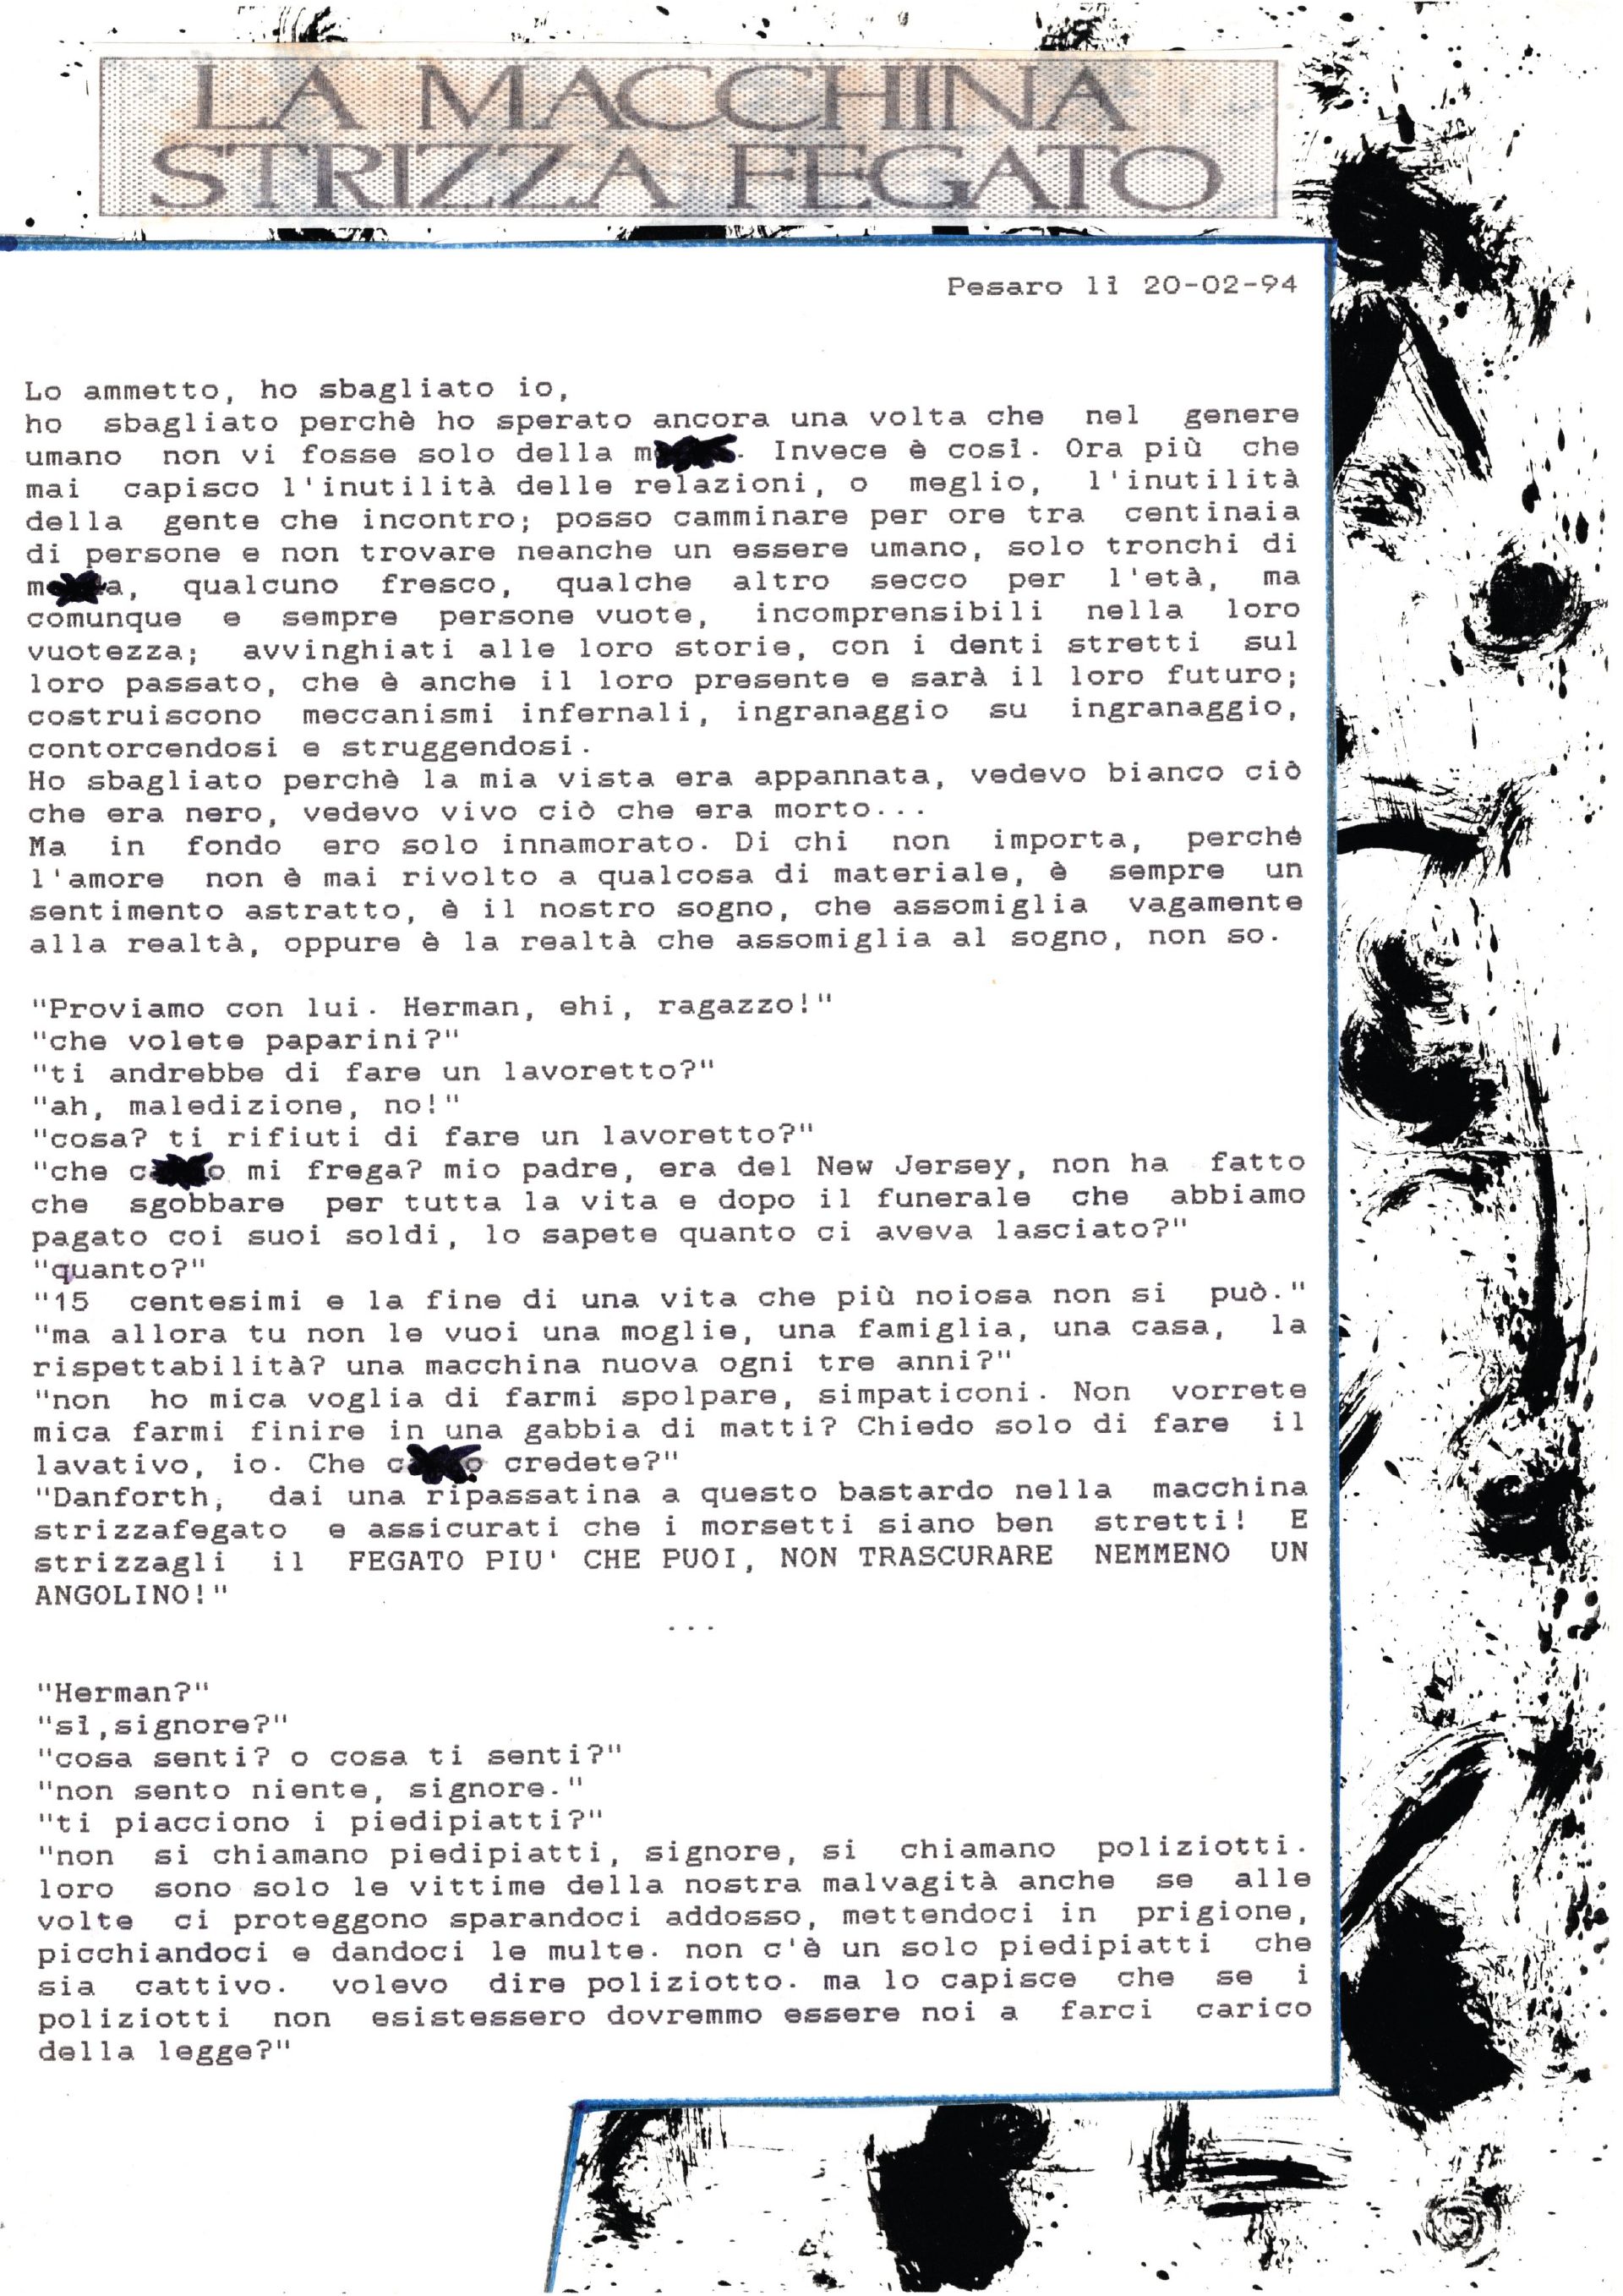 LA MACCHINA
STRIZZA FEGATO
Pesaro lì 20-02-94
Lo ammetto, ho sbagliato io,
ho sbagliato perchè ho sperato ancora una volta che nel genere
umano non vi fosse solo della m. Invece è così. Ora più che
mai capisco l'inutilità delle relazioni, o meglio, l'inutilità
della gente che incontro; posso camminare per ore tra centinaia
di persone e non trovare neanche un essere umano, solo tronchi di
qualcuno fresco, qualche altro secco per l'età, ma
comunque e sempre persone vuote, incomprensibili nella loro
vuotezza; avvinghiati alle loro storie, con i denti stretti sul
loro passato, che è anche il loro presente e sarà il loro futuro;
costruiscono meccanismi infernali, ingranaggio su ingranaggio,
contorcendosi e struggendosi.
Ho sbagliato perchè la mia vista era appannata, vedevo bianco ciò
che era nero, vedevo vivo ciò che era morto...
Ma in fondo ero solo innamorato. Di chi non importa, perchè
l'amore non è mai rivolto a qualcosa di materiale, è sempre un
sentimento astratto, è il nostro sogno, che assomiglia vagamente
alla realtà, oppure è la realtà che assomiglia al sogno, non so.
"Proviamo con lui. Herman, ehi, ragazzo!"
"che volete paparini?"
"ti andrebbe di fare un lavoretto?"
"ah, maledizione, no!"
"cosa? ti rifiuti di fare un lavoretto?"
"che mi frega? mio padre, era del New Jersey, non ha fatto
che sgobbare per tutta la vita e dopo il funerale che abbiamo
pagato coi suoi soldi, lo sapete quanto ci aveva lasciato?"
"quanto?"
"15 centesimi e la fine di una vita che più noiosa non si può."
"ma allora tu non le vuoi una moglie, una famiglia, una casa, la
rispettabilità? una macchina nuova ogni tre anni?"
"non ho mica voglia di farmi spolpare, simpaticoni. Non vorrete
mica farmi finire in una gabbia di matti? Chiedo solo di fare il
lavativo, io. Che credete?"
"Danforth, dai una ripassatina a questo bastardo nella macchina
strizzafegato e assicurati che i morsetti siano ben stretti! E
strizzagli il FEGATO PIU' CHE PUOI, NON TRASCURARE NEMMENO UN
ANGOLINO!"
...
"Herman?"
"sì,signore?"
"cosa senti? o cosa ti senti?"
"non sento niente, signore."
"ti piacciono i piedipiatti?"
"non si chiamano piedipiatti, signore, si chiamano poliziotti.
loro sono solo le vittime della nostra malvagità anche se alle
volte ci proteggono sparandoci addosso, mettendoci in prigione,
picchiandoci e dandoci le multe. non c'è un solo piedipiatti che
sia cattivo. volevo dire poliziotto. ma lo capisce che se i
poliziotti non esistessero dovremmo essere noi a farci carico
della legge?"